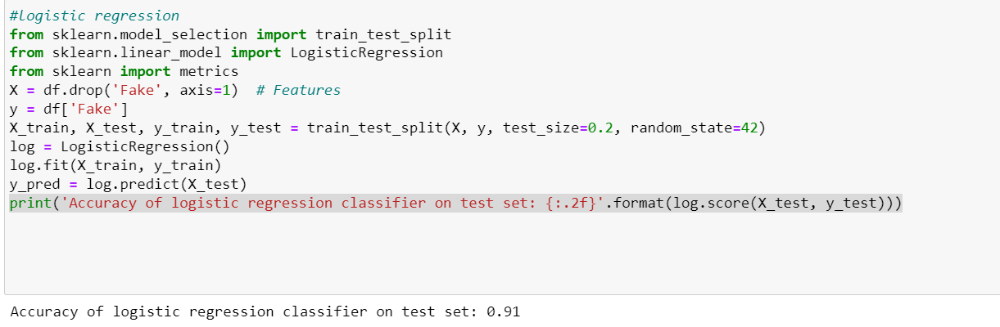 #logistic regression
from sklearn.model_selection import train_test_split
from sklearn.linear_model import LogisticRegression
from sklearn import metrics
X = df.drop('Fake', axis=1)  # Features
y = df['Fake']
X_train, X_test, y_train, y_test = train_test_split(X, y, test_size=0.2, random_state=42)
log = LogisticRegression()
log.fit(X_train, y_train)
y_pred = log.predict(X_test)
print('Accuracy of logistic regression classifier on test set: {:.2f}'.format(log.score(X_test, y_test)))
Accuracy of logistic regression classifier on test set: 0.91